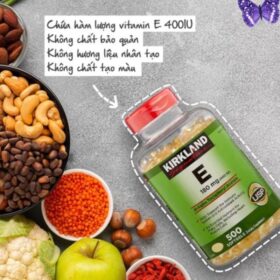 Chứa hàm lượng vitamin E 400IU
Không chất bảo quản
Không hương liệu nhân tạo
Không chất tạo màu
KIRKLAND
E
180 mg
USP
500